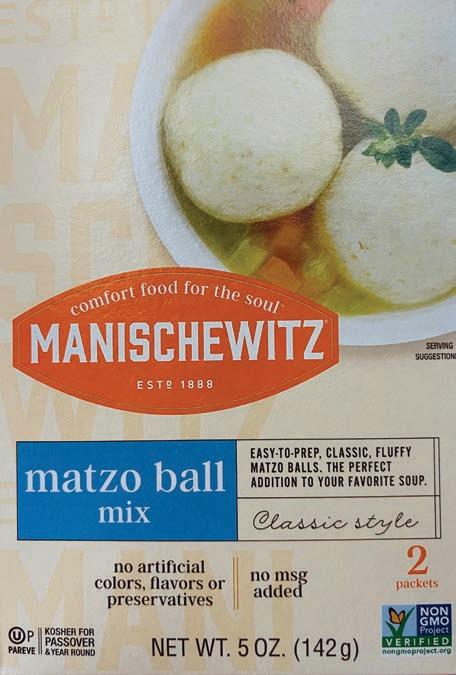 comfort food for the soul™
MANISCHEWITZ®
ESTD 1888
SERVING
SUGGESTION
matzo ball
mix
EASY-TO-PREP, CLASSIC, FLUFFY
MATZO BALLS. THE PERFECT
ADDITION TO YOUR FAVORITE SOUP.
Classic style
no artificial
colors, flavors or
preservatives
no msg
added
2
packets
U P
PAREVE
KOSHER FOR
PASSOVER
& YEAR ROUND
NET WT. 5 OZ. (142g)
NON
GMO
Project
VERIFIED
nongmoproject.org